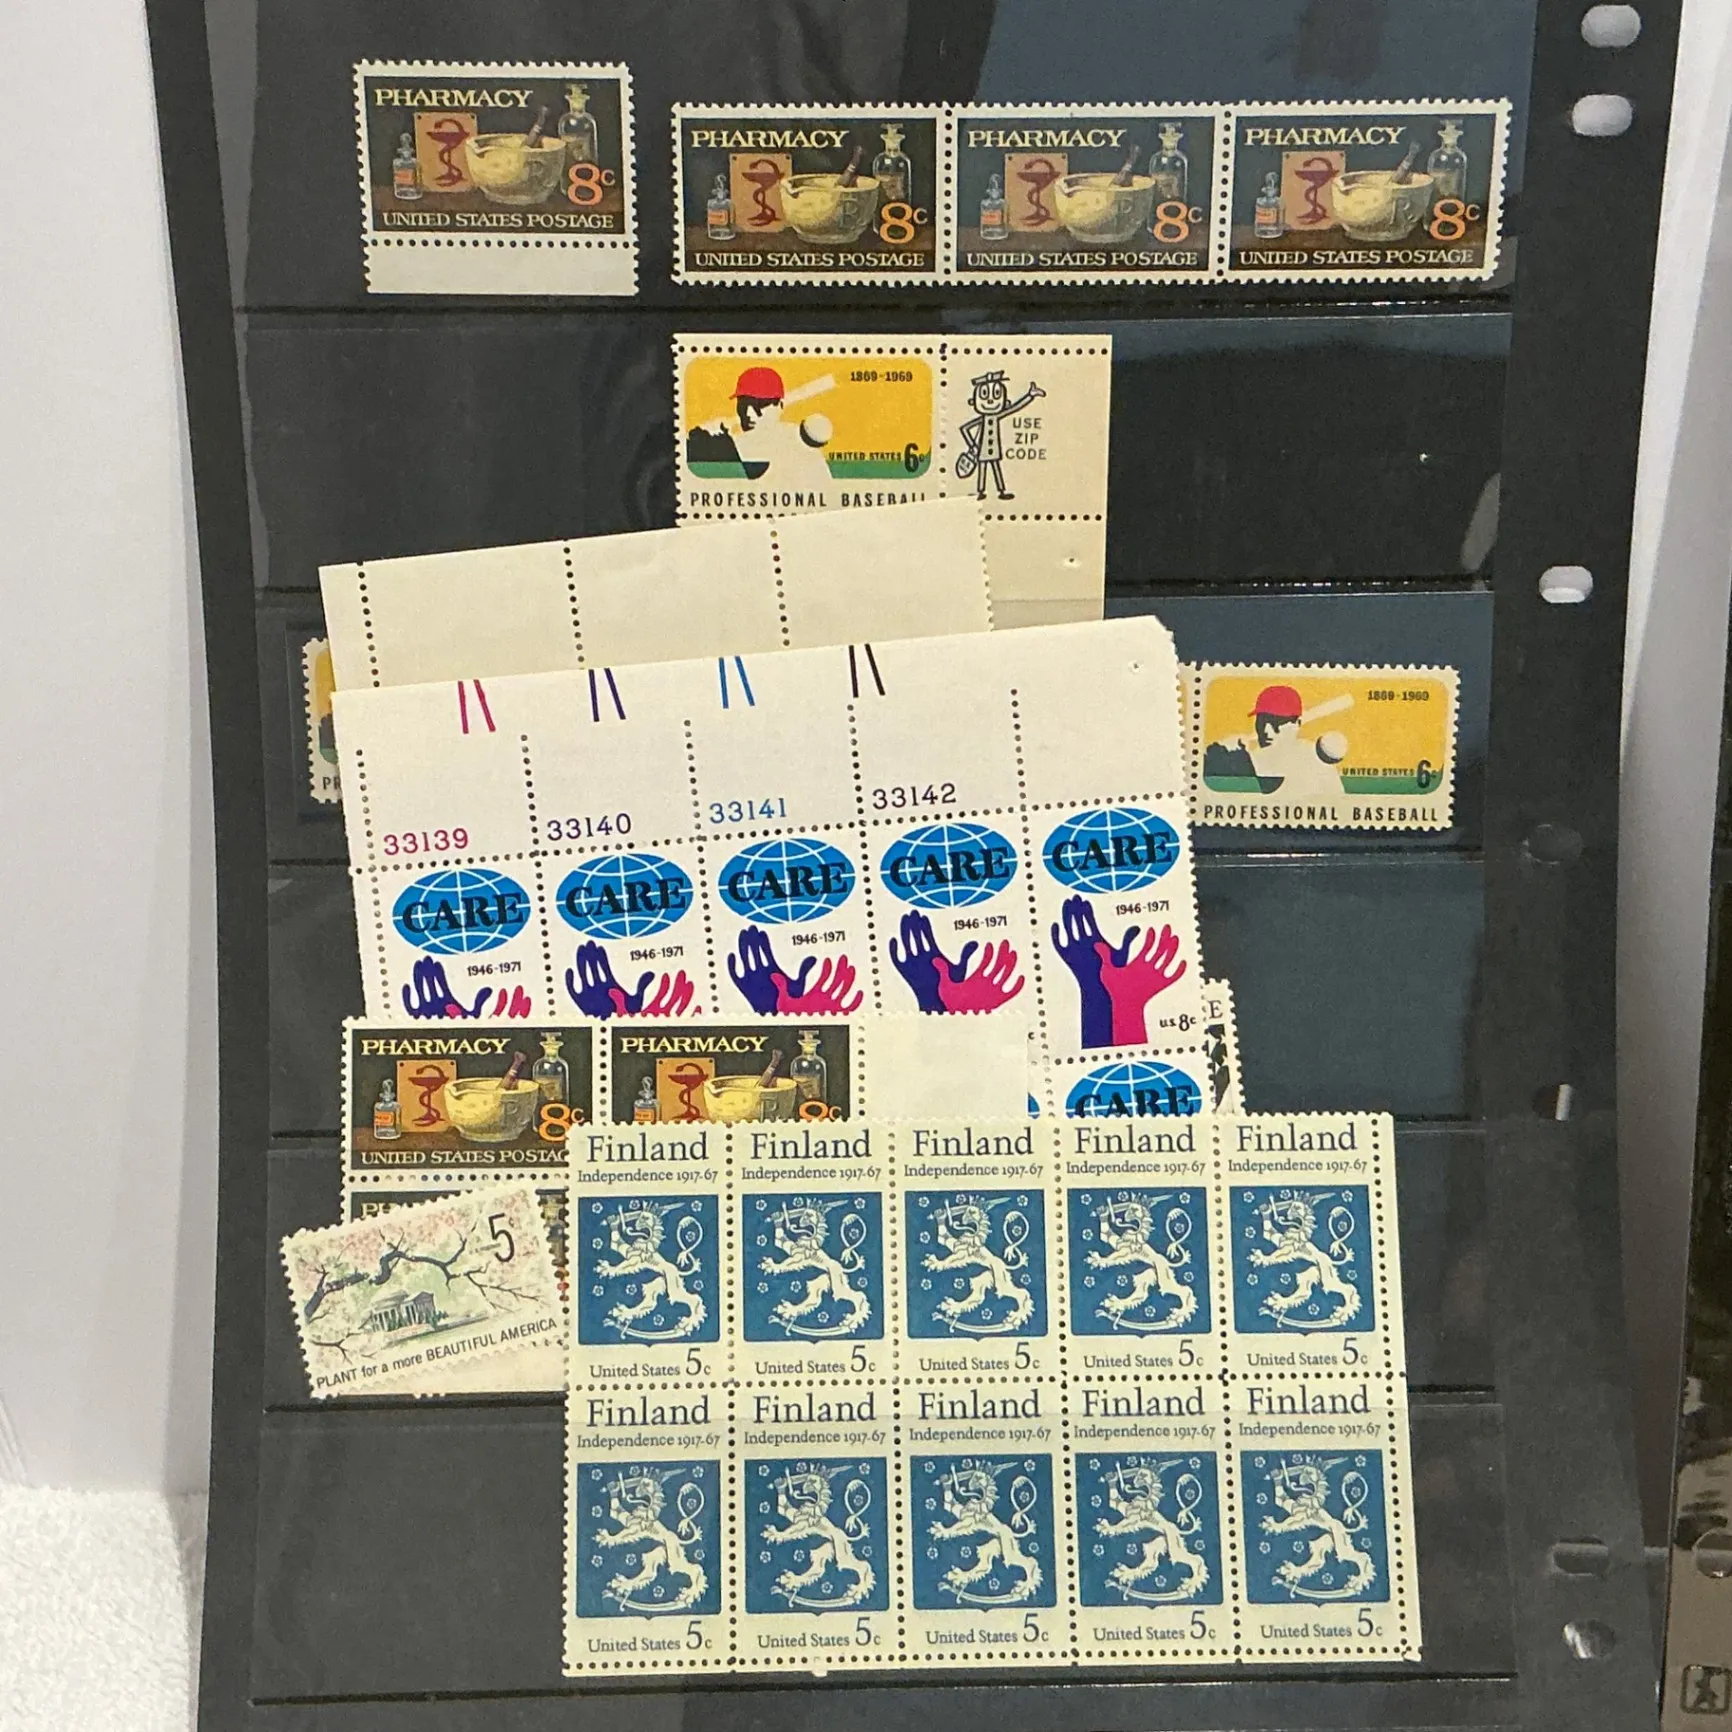 PHARMACY
8c
UNITED STATES POSTAGE
PHARMACY
8c
UNITED STATES POSTAGE
PHARMACY
8c
UNITED STATES POSTAGE
PHARMACY
8c
UNITED STATES POSTAGE
1869-1969
UNITED STATES 6c
PROFESSIONAL BASEBALL
USE
ZIP
CODE
PR
1869-1969
UNITED STATES 6c
PROFESSIONAL BASEBALL
33139
33140
33141
33142
CARE
1946-1971
CARE
1946-1971
CARE
1946-1971
CARE
1946-1971
CARE
1946-1971
U.S. 8c
CARE
E
PHARMACY
8c
UNITED STATES POSTAG
PHARMACY
8c
PH
5c
PLANT for a more BEAUTIFUL AMERICA
Finland
Independence 1917-67
United States 5c
Finland
Independence 1917-67
United States 5c
Finland
Independence 1917-67
United States 5c
Finland
Independence 1917-67
United States 5c
Finland
Independence 1917-67
United States 5c
Finland
Independence 1917-67
United States 5c
Finland
Independence 1917-67
United States 5c
Finland
Independence 1917-67
United States 5c
Finland
Independence 1917-67
United States 5c
Finland
Independence 1917-67
United States 5c